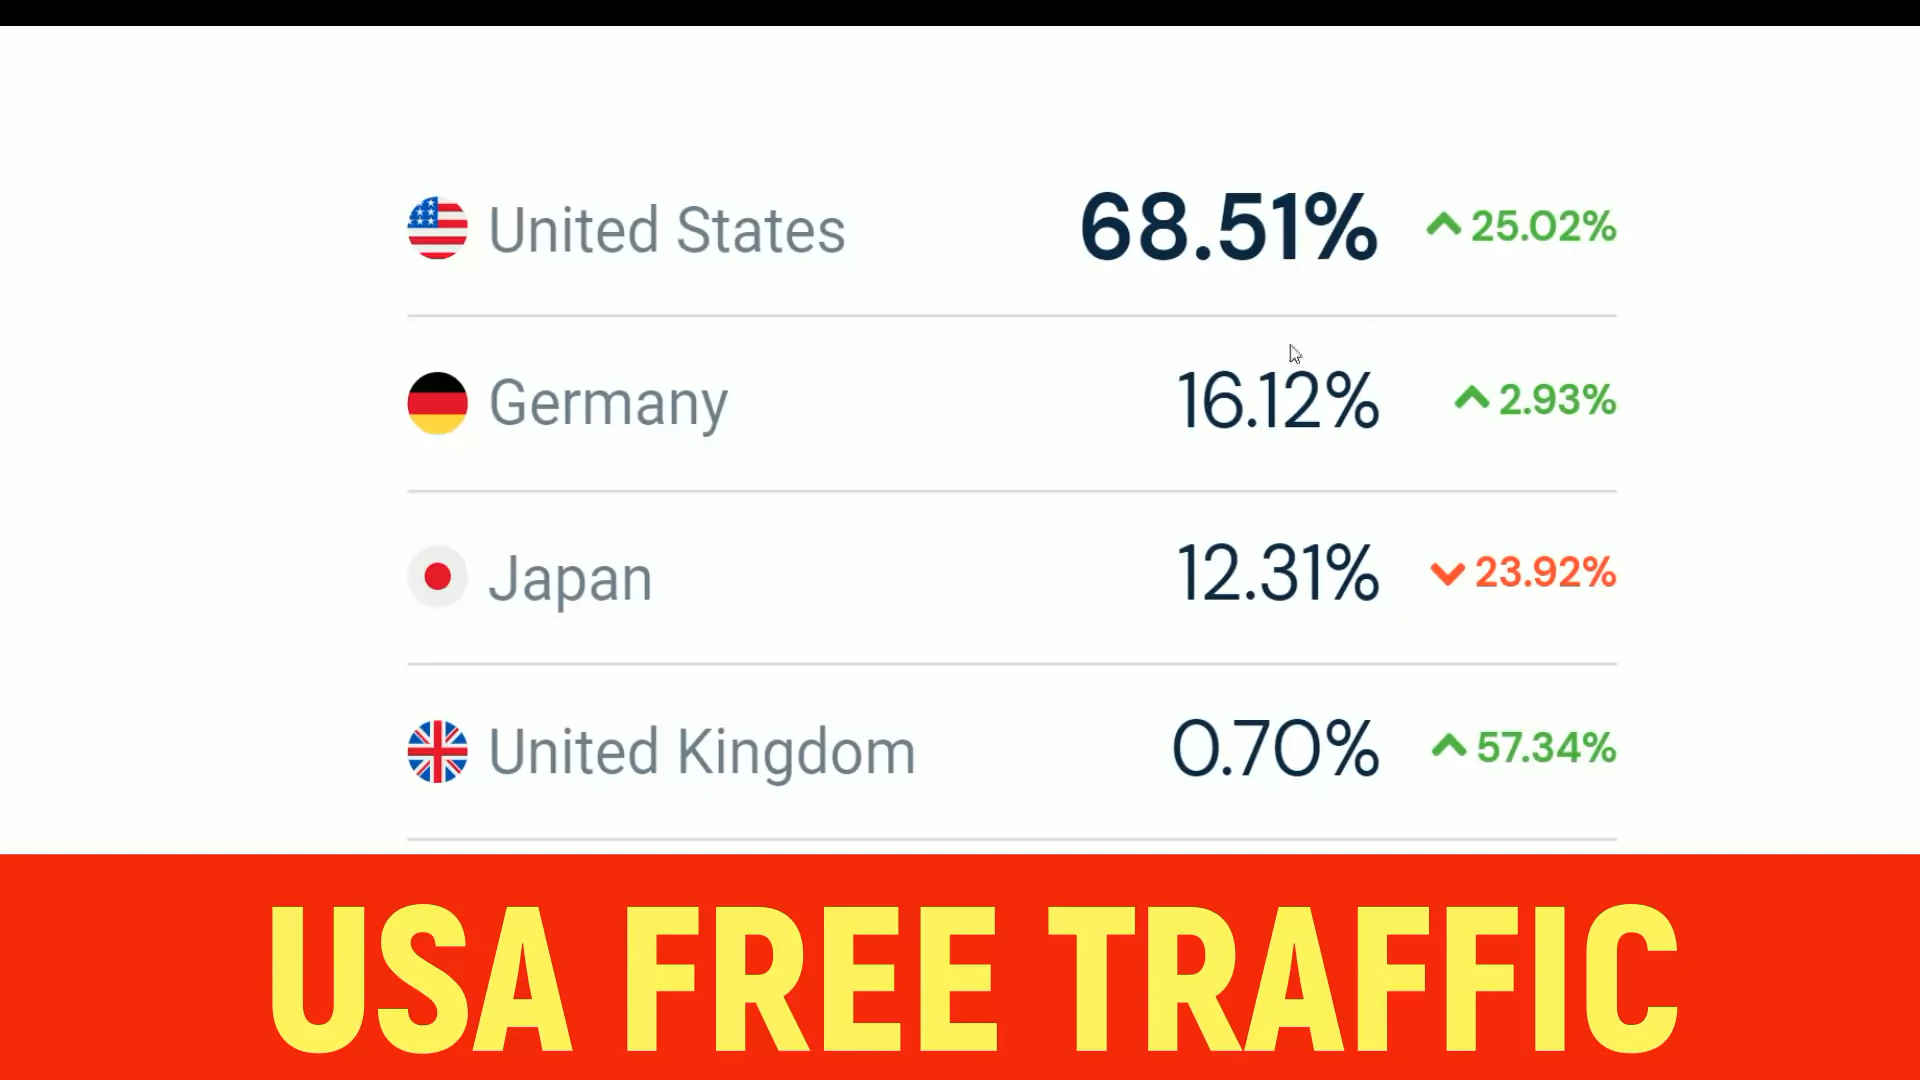 United States 68.51% 25.02%
Germany 16.12% 2.93%
Japan 12.31% 23.92%
United Kingdom 0.70% 57.34%
USA FREE TRAFFIC